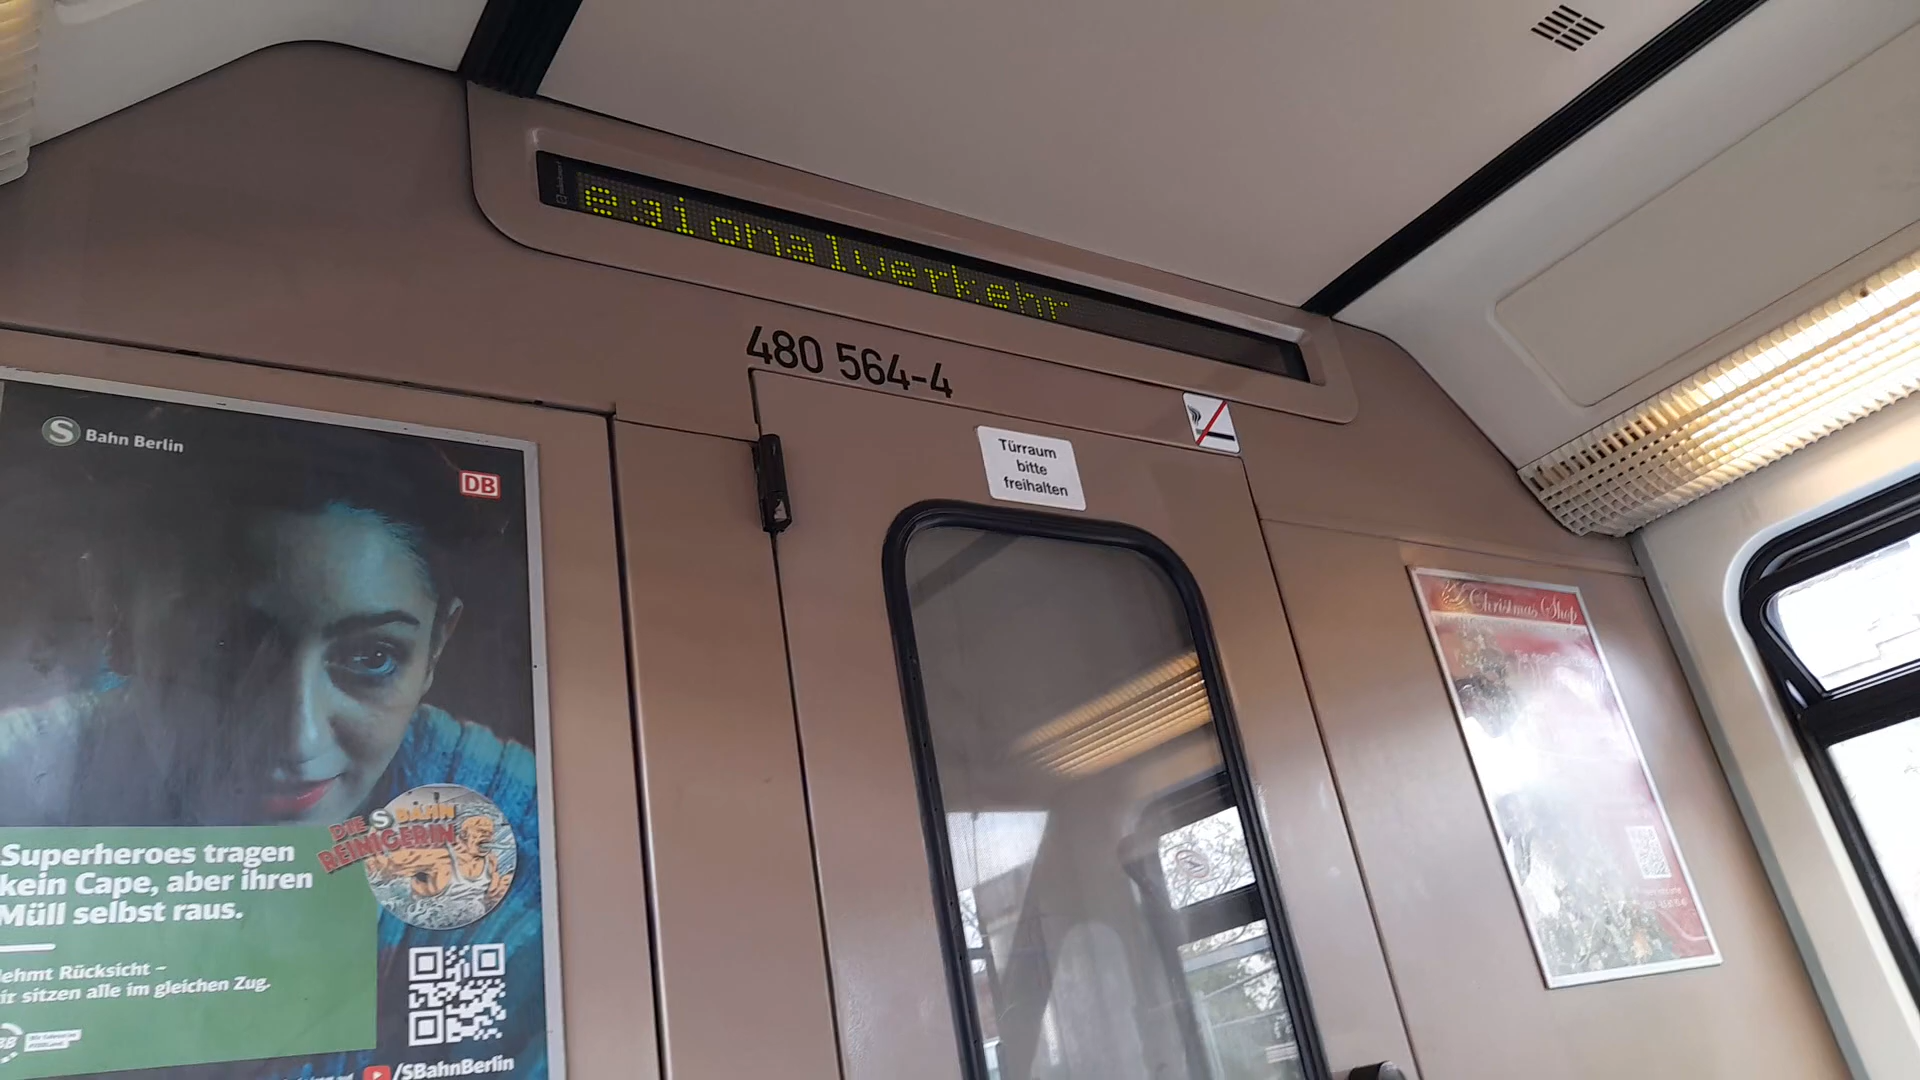 egionalverkehr
480 564-4
Türraum
bitte
freihalten
S Bahn Berlin
DB
DIE S BAHN
REINIGERIN
Superheroes tragen
kein Cape, aber ihren
Müll selbst raus.
ehmt Rücksicht –
ir sitzen alle im gleichen Zug.
/SBahnBerlin
Christmas Shop